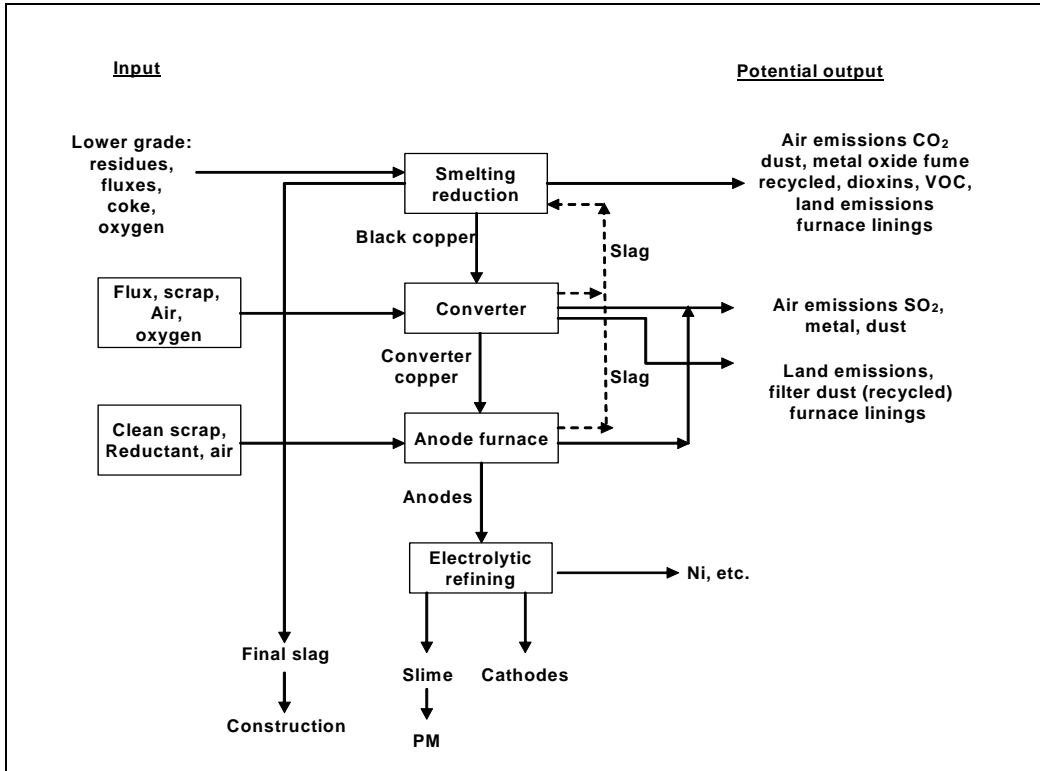 Input
Potential output
Lower grade:
residues,
fluxes,
coke,
oxygen
Smelting
reduction
Air emissions CO₂
dust, metal oxide fume
recycled, dioxins, VOC,
land emissions
furnace linings
Black copper
Slag
Flux, scrap,
Air,
oxygen
Converter
Air emissions SO₂,
metal, dust
Converter
copper
Slag
Land emissions,
filter dust (recycled)
furnace linings
Clean scrap,
Reductant, air
Anode furnace
Anodes
Electrolytic
refining
Ni, etc.
Final slag
Slime
Cathodes
Construction
PM